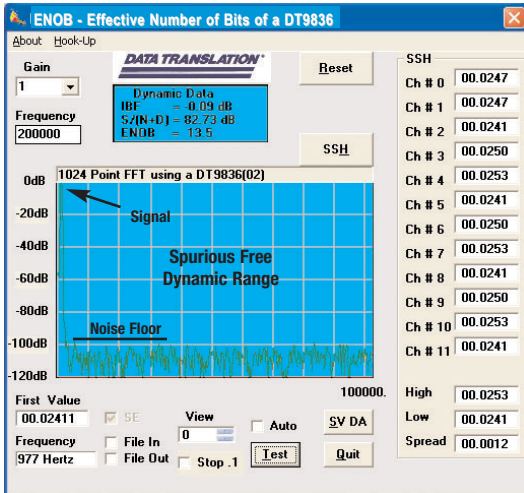 ENOB - Effective Number of Bits of a DT9836
About Hook-Up
Gain
1
Frequency
200000
DATA TRANSLATION®
Dynamic Data
IBF = -0.09 dB
S/(N+D) = 82.73 dB
ENOB = 13.5
Reset
SSH
1024 Point FFT using a DT9836(02)
0dB
-20dB
-40dB
-60dB
-80dB
-100dB
-120dB
Signal
Spurious Free
Dynamic Range
Noise Floor
100000.
First Value
00.02411
Frequency
977 Hertz
SE
File In
File Out
View
0
Stop .1
Auto
Test
SV DA
Quit
SSH
Ch # 0 00.0247
Ch # 1 00.0247
Ch # 2 00.0241
Ch # 3 00.0250
Ch # 4 00.0253
Ch # 5 00.0241
Ch # 6 00.0250
Ch # 7 00.0253
Ch # 8 00.0241
Ch # 9 00.0250
Ch # 10 00.0253
Ch # 11 00.0241
High 00.0253
Low 00.0241
Spread 00.0012